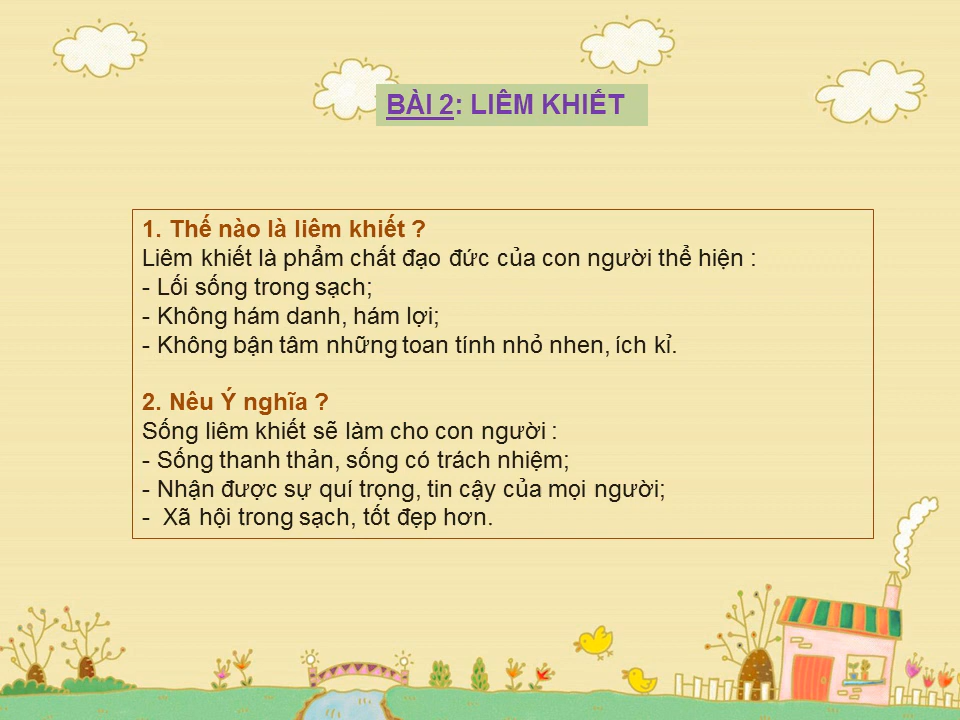 BÀI 2: LIÊM KHIẾT
1. Thế nào là liêm khiết ?
Liêm khiết là phẩm chất đạo đức của con người thể hiện :
- Lối sống trong sạch;
- Không hám danh, hám lợi;
- Không bận tâm những toan tính nhỏ nhen, ích kỉ.
2. Nêu Ý nghĩa ?
Sống liêm khiết sẽ làm cho con người :
- Sống thanh thản, sống có trách nhiệm;
- Nhận được sự quí trọng, tin cậy của mọi người;
- Xã hội trong sạch, tốt đẹp hơn.